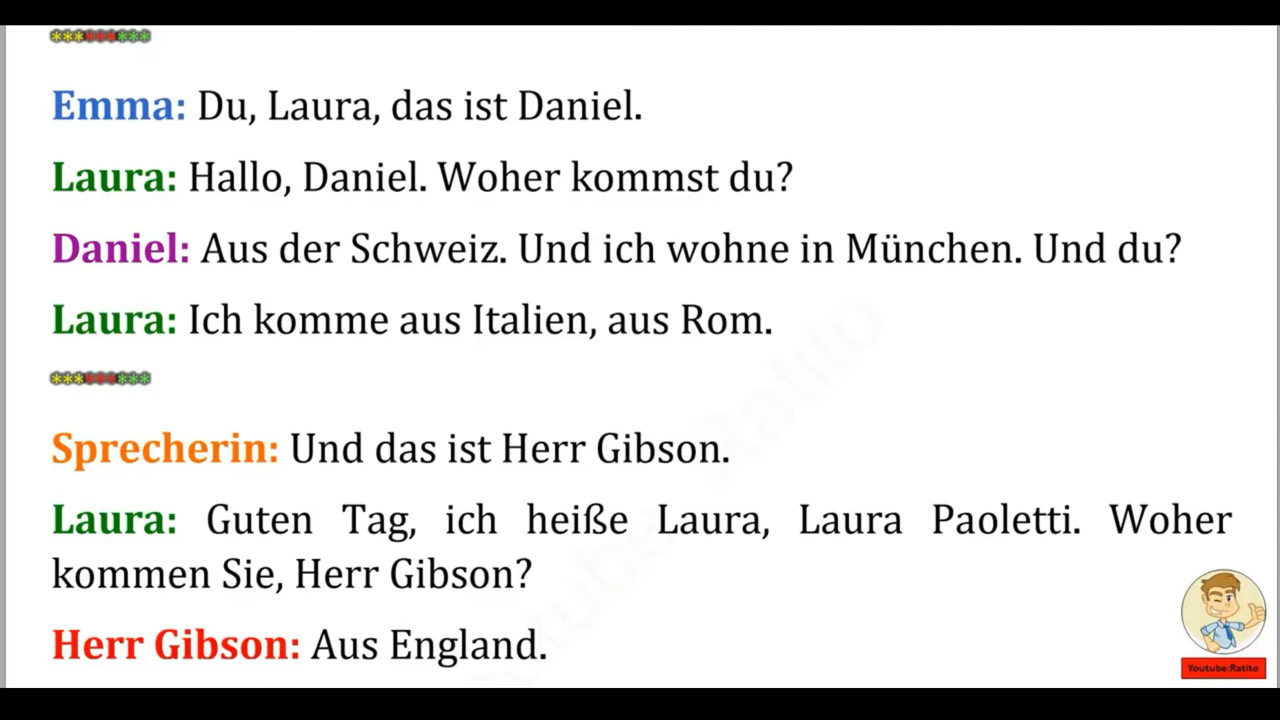 *********
Emma: Du, Laura, das ist Daniel.
Laura: Hallo, Daniel. Woher kommst du?
Daniel: Aus der Schweiz. Und ich wohne in München. Und du?
Laura: Ich komme aus Italien, aus Rom.
*********
Sprecherin: Und das ist Herr Gibson.
Laura: Guten Tag, ich heiße Laura, Laura Paoletti. Woher
kommen Sie, Herr Gibson?
Herr Gibson: Aus England.
Youtube:Ratito
Youtube: Ratito